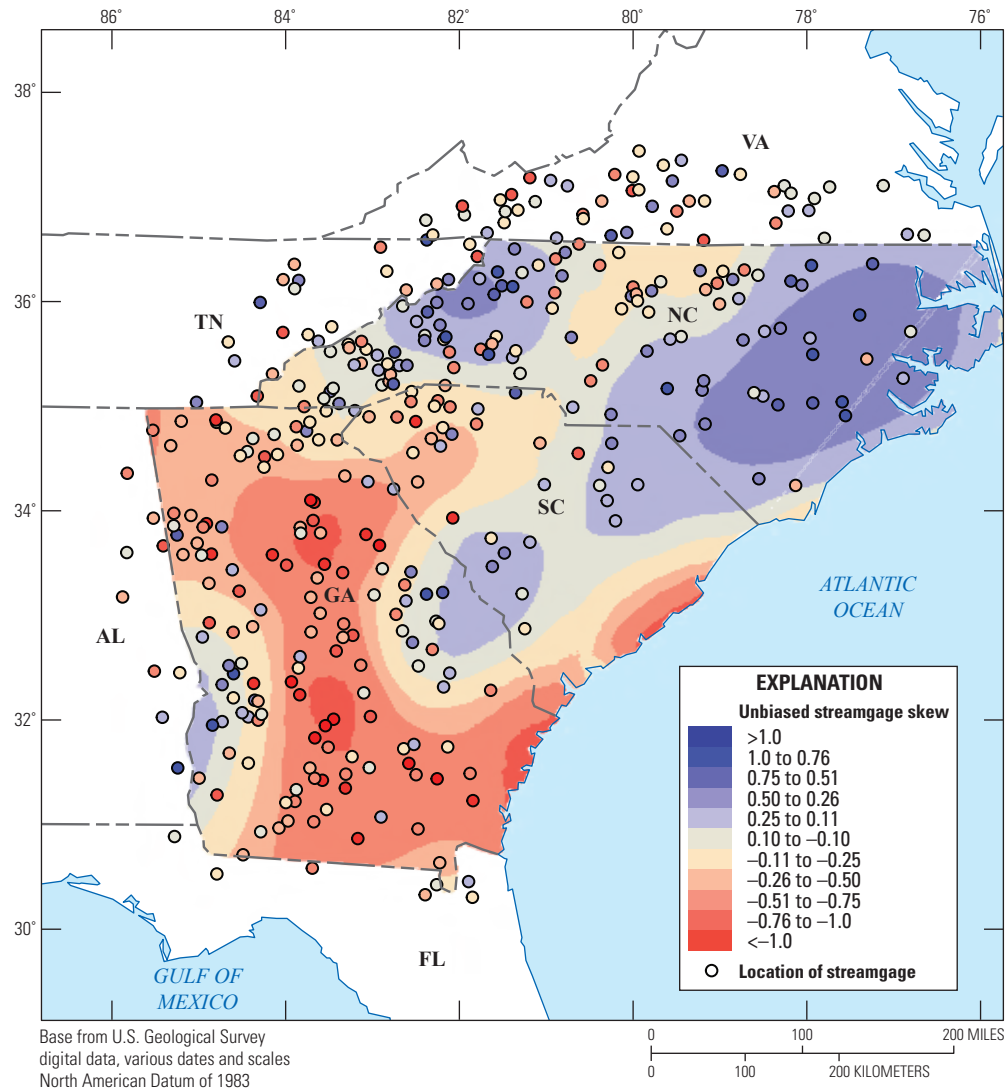 86° 84° 82° 80° 78° 76°
38°
VA
36°
TN
NC
34°
SC
GA
ATLANTIC
OCEAN
AL
32°
EXPLANATION
Unbiased streamgage skew
>1.0
1.0 to 0.76
0.75 to 0.51
0.50 to 0.26
0.25 to 0.11
0.10 to –0.10
–0.11 to –0.25
–0.26 to –0.50
–0.51 to –0.75
–0.76 to –1.0
<–1.0
Location of streamgage
30°
FL
GULF OF
MEXICO
Base from U.S. Geological Survey
digital data, various dates and scales
North American Datum of 1983
0 100 200 MILES
0 100 200 KILOMETERS